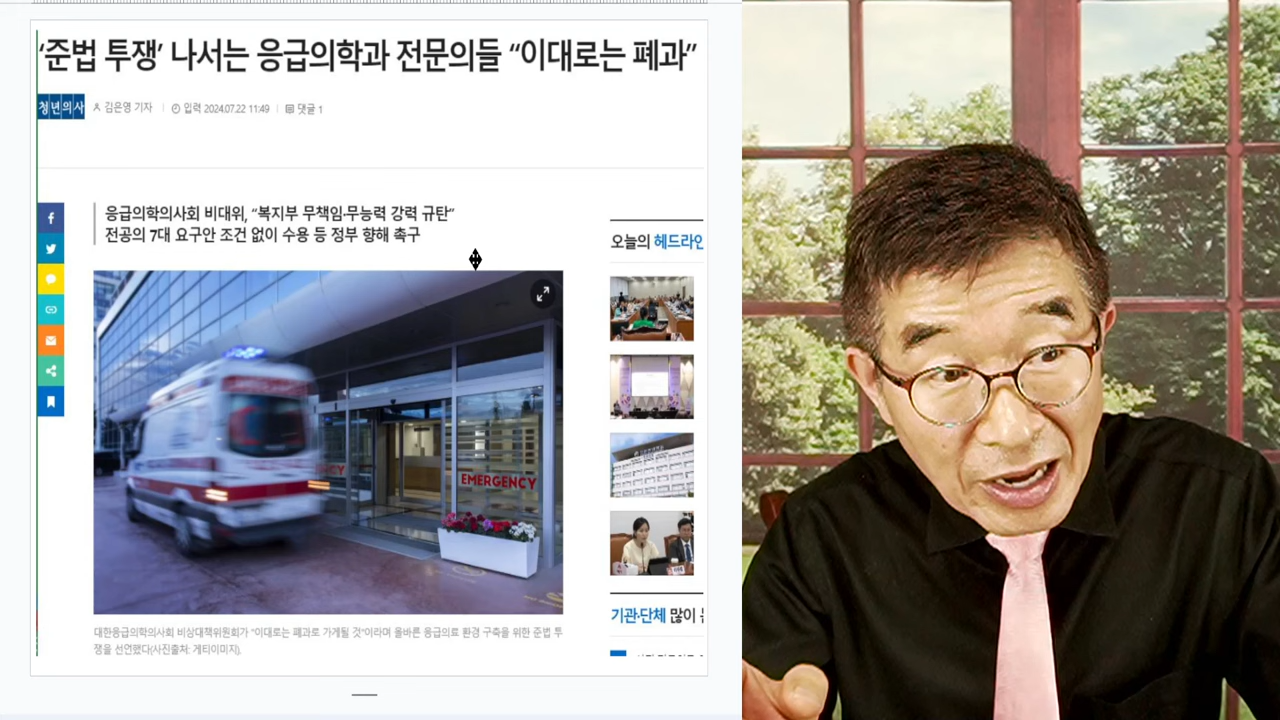 ‘준법 투쟁’ 나서는 응급의학과 전문의들 “이대로는 폐과”
청년의사 김은영 기자 입력 2024.07.22 11:49 댓글 1
응급의학의사회 비대위, “복지부 무책임·무능력 강력 규탄”
전공의 7대 요구안 조건 없이 수용 등 정부 향해 촉구
오늘의 헤드라인
EMERGENCY
기관·단체 많이
대한응급의학의사회 비상대책위원회가 "이대로는 폐과로 가게될 것"이라며 올바른 응급의료 환경 구축을 위한 준법 투
쟁을 선언했다(사진출처: 게티이미지).